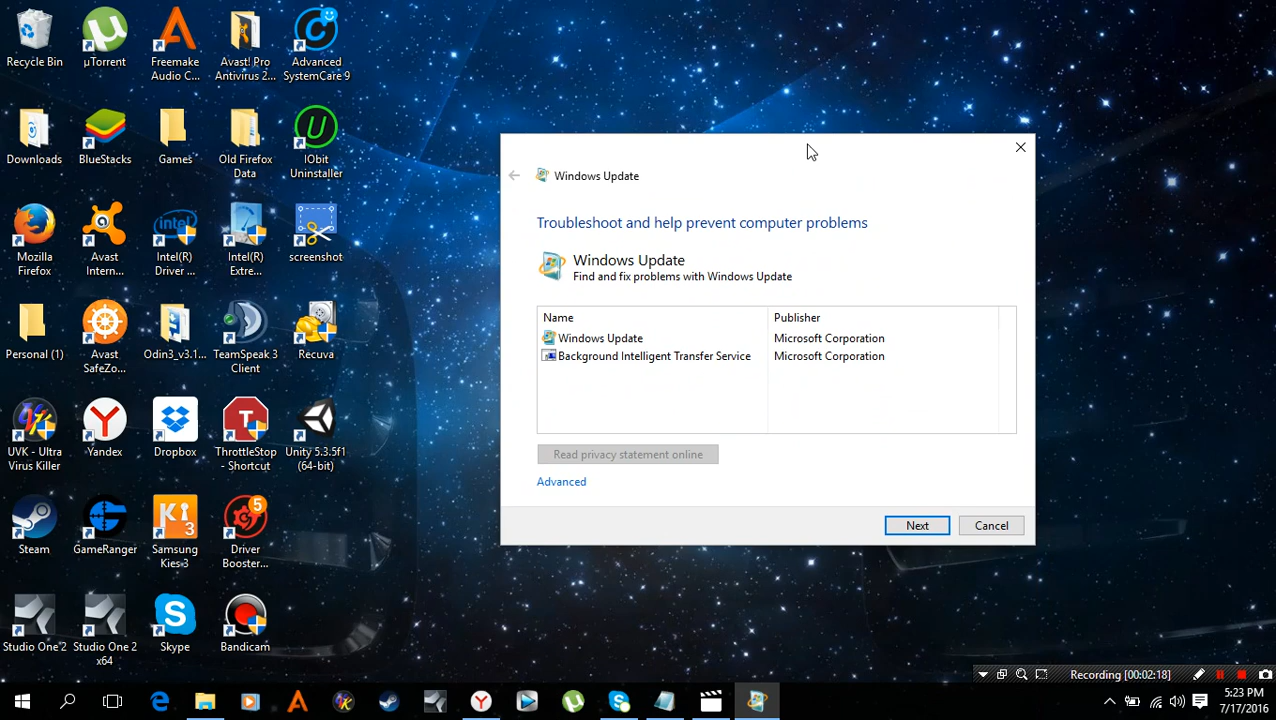 Recycle Bin
µTorrent
Freemake
Audio C...
Avast! Pro
Antivirus 2...
Advanced
SystemCare 9
Downloads
BlueStacks
Games
Old Firefox
Data
IObit
Uninstaller
Mozilla
Firefox
Avast
Intern...
Intel(R)
Driver ...
Intel(R)
Extre...
screenshot
Personal (1)
Avast
SafeZo...
Odin3_v3.1...
TeamSpeak 3
Client
Recuva
UVK - Ultra
Virus Killer
Yandex
Dropbox
ThrottleStop
- Shortcut
Unity 5.3.5f1
(64-bit)
Steam
GameRanger
Ki
3
Samsung
Kies 3
5
Driver
Booster...
Studio One 2
Studio One 2
x64
Skype
Bandicam
Windows Update
Troubleshoot and help prevent computer problems
Windows Update
Find and fix problems with Windows Update
Name Publisher
Windows Update Microsoft Corporation
Background Intelligent Transfer Service Microsoft Corporation
Read privacy statement online
Advanced
Next Cancel
Recording [00:02:18]
5:23 PM
7/17/2016